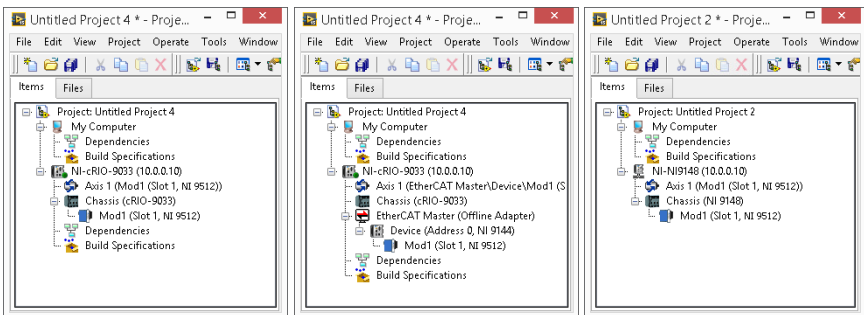 Untitled Project 4 * - Proje...
File Edit View Project Operate Tools Window
Items Files
Project: Untitled Project 4
My Computer
Dependencies
Build Specifications
NI-cRIO-9033 (10.0.0.10)
Axis 1 (Mod1 (Slot 1, NI 9512))
Chassis (cRIO-9033)
Mod1 (Slot 1, NI 9512)
Dependencies
Build Specifications
Untitled Project 4 * - Proje...
File Edit View Project Operate Tools Window
Items Files
Project: Untitled Project 4
My Computer
Dependencies
Build Specifications
NI-cRIO-9033 (10.0.0.10)
Axis 1 (EtherCAT Master\Device\Mod1 (S
Chassis (cRIO-9033)
EtherCAT Master (Offline Adapter)
Device (Address 0, NI 9144)
Mod1 (Slot 1, NI 9512)
Dependencies
Build Specifications
Untitled Project 2 * - Proje...
File Edit View Project Operate Tools Window
Items Files
Project: Untitled Project 2
My Computer
Dependencies
Build Specifications
NI-NI9148 (10.0.0.10)
Axis 1 (Mod1 (Slot 1, NI 9512))
Chassis (NI 9148)
Mod1 (Slot 1, NI 9512)